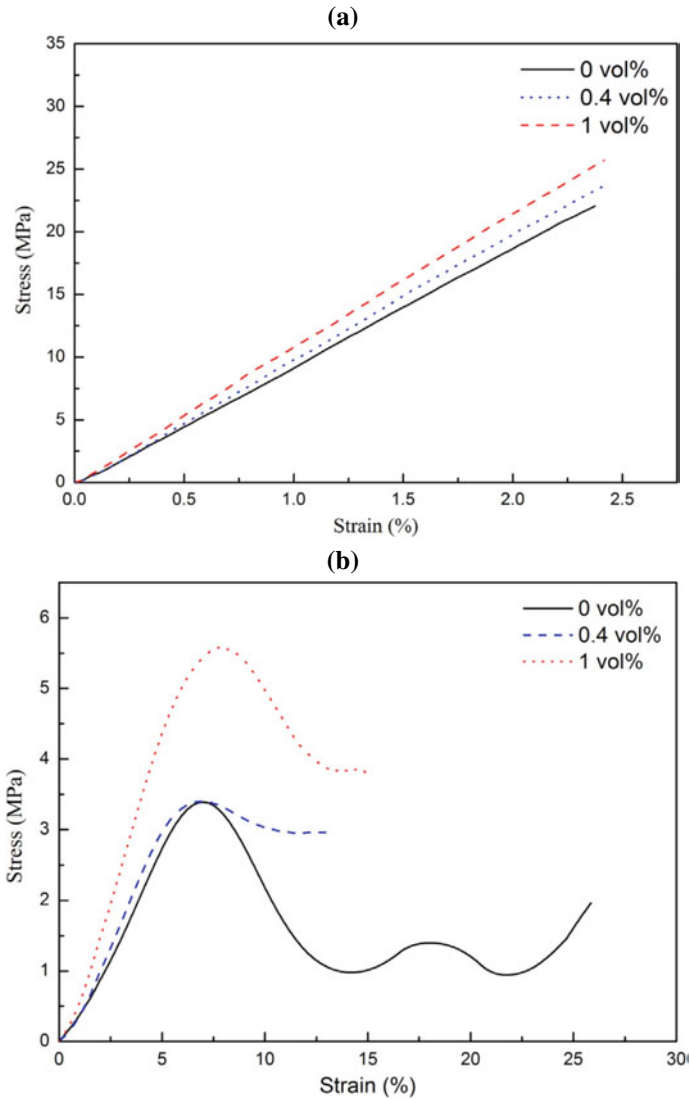 (a)
35
30
25
20
15
10
5
0
Stress (MPa)
0 vol%
0.4 vol%
1 vol%
0.0 0.5 1.0 1.5 2.0 2.5
Strain (%)
(b)
6
5
4
3
2
1
0
Stress (MPa)
0 vol%
0.4 vol%
1 vol%
0 5 10 15 20 25 30
Strain (%)